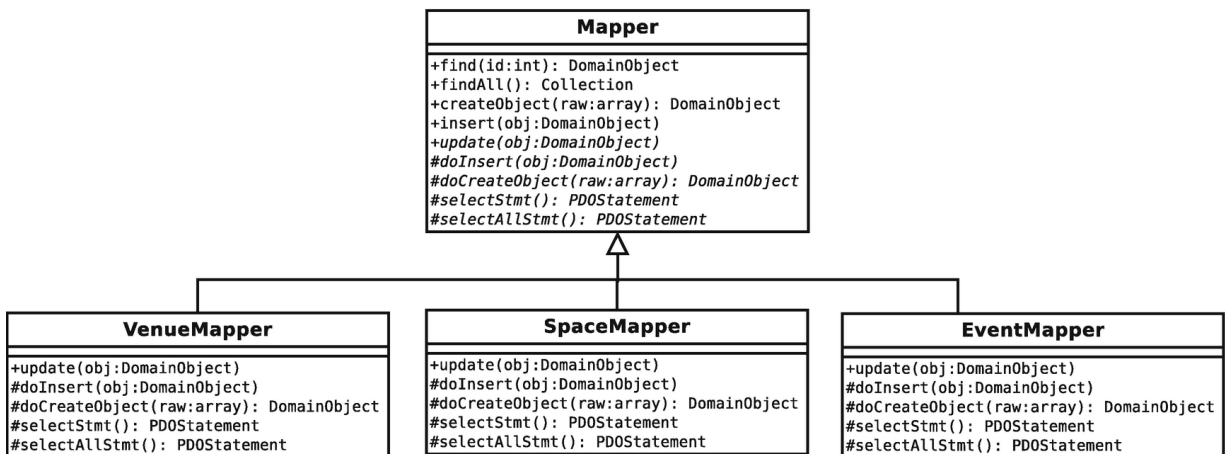 Mapper
+find(id:int): DomainObject
+findAll(): Collection
+createObject(raw:array): DomainObject
+insert(obj:DomainObject)
+update(obj:DomainObject)
#doInsert(obj:DomainObject)
#doCreateObject(raw:array): DomainObject
#selectStmt(): PDOStatement
#selectAllStmt(): PDOStatement
VenueMapper
+update(obj:DomainObject)
#doInsert(obj:DomainObject)
#doCreateObject(raw:array): DomainObject
#selectStmt(): PDOStatement
#selectAllStmt(): PDOStatement
SpaceMapper
+update(obj:DomainObject)
#doInsert(obj:DomainObject)
#doCreateObject(raw:array): DomainObject
#selectStmt(): PDOStatement
#selectAllStmt(): PDOStatement
EventMapper
+update(obj:DomainObject)
#doInsert(obj:DomainObject)
#doCreateObject(raw:array): DomainObject
#selectStmt(): PDOStatement
#selectAllStmt(): PDOStatement